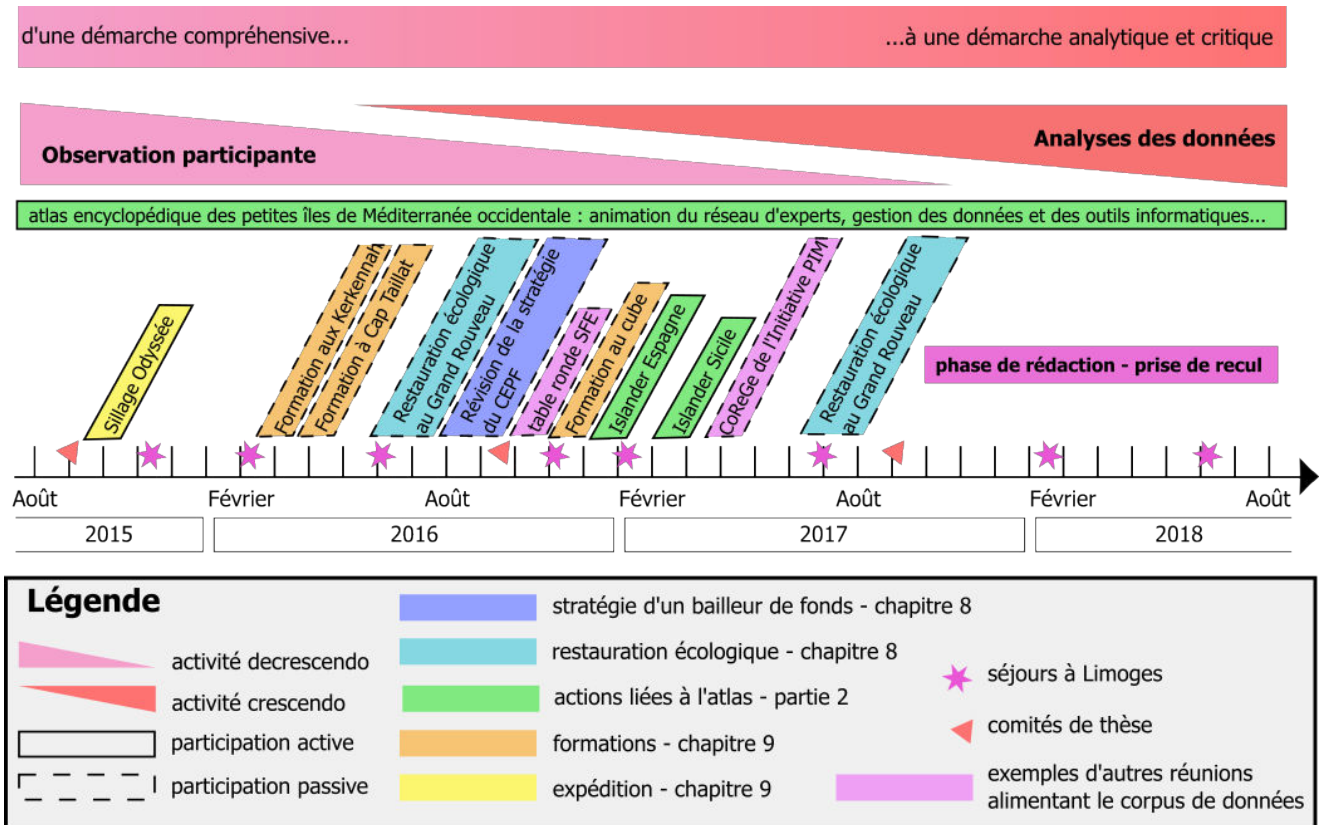 d'une démarche compréhensive...
...à une démarche analytique et critique
Observation participante
Analyses des données
atlas encyclopédique des petites îles de Méditerranée occidentale : animation du réseau d'experts, gestion des données et des outils informatiques...
Sillage Odyssée
Formation aux Kerkennah
Formation à Cap Taillat
Restauration écologique
au Grand Rouveau
Révision de la stratégie
du CEPF
table ronde SFE
Formation au cube
Islander Espagne
Islander Sicile
CoReGe de l'Initiative PIM
Restauration écologique
au Grand Rouveau
phase de rédaction - prise de recul
Août
Février
Août
Février
Août
Février
Août
2015
2016
2017
2018
Légende
activité decrescendo
activité crescendo
participation active
participation passive
stratégie d'un bailleur de fonds - chapitre 8
restauration écologique - chapitre 8
actions liées à l'atlas - partie 2
formations - chapitre 9
expédition - chapitre 9
séjours à Limoges
comités de thèse
exemples d'autres réunions
alimentant le corpus de données